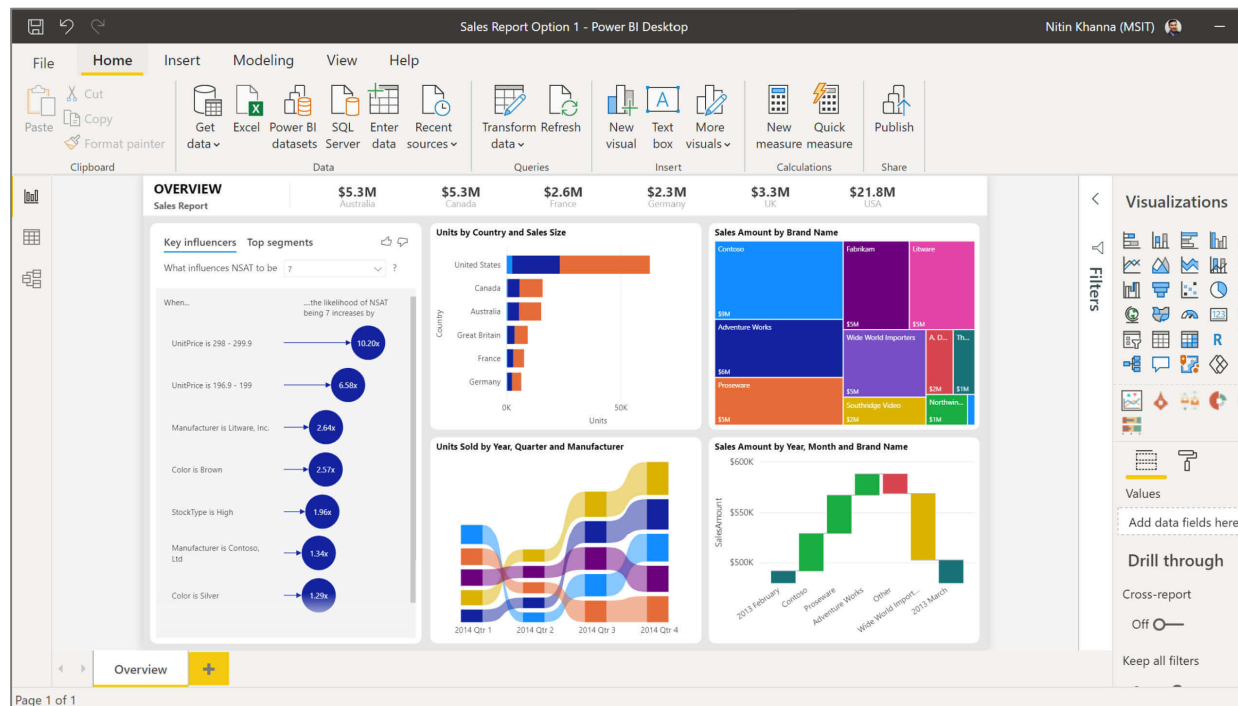 Sales Report Option 1 - Power BI Desktop
Nitin Khanna (MSIT)
File Home Insert Modeling View Help
Paste
Cut
Copy
Format painter
Get data
Excel
Power BI datasets
SQL Server
Enter data
Recent sources
Transform data
Refresh
New visual
Text box
More visuals
New measure
Quick measure
Publish
Clipboard Data Queries Insert Calculations Share
OVERVIEW
Sales Report
$5.3M $5.3M $2.6M $2.3M $3.3M $21.8M
Australia Canada France Germany UK USA
Key influencers Top segments
What influences NSAT to be 7 ?
When...
...the likelihood of NSAT
being 7 increases by
UnitPrice is 298 - 299.9 10.20x
UnitPrice is 196.9 - 199 6.58x
Manufacturer is Litware, Inc. 2.64x
Color is Brown 2.57x
StockType is High 1.96x
Manufacturer is Contoso,
Ltd 1.34x
Color is Silver 1.29x
Units by Country and Sales Size
Country
United States
Canada
Australia
Great Britain
France
Germany
0K 50K
Units
Sales Amount by Brand Name
Contoso
$9M
Adventure Works
$6M
Proseware
$5M
Fabrikam
$5M
Litware
$5M
Wide World Importers
$5M
A. D...
$2M
Th...
$1M
Southridge Video
$2M
Northwin...
$1M
Units Sold by Year, Quarter and Manufacturer
2014 Qtr 1 2014 Qtr 2 2014 Qtr 3 2014 Qtr 4
Sales Amount by Year, Month and Brand Name
SalesAmount
$600K
$550K
$500K
2013 February
Contoso
Proseware
Adventure Works
Other
Wide World Import...
2013 March
Filters
Visualizations
123
R
Values
Add data fields here
Drill through
Cross-report
Off
Keep all filters
Overview
Page 1 of 1